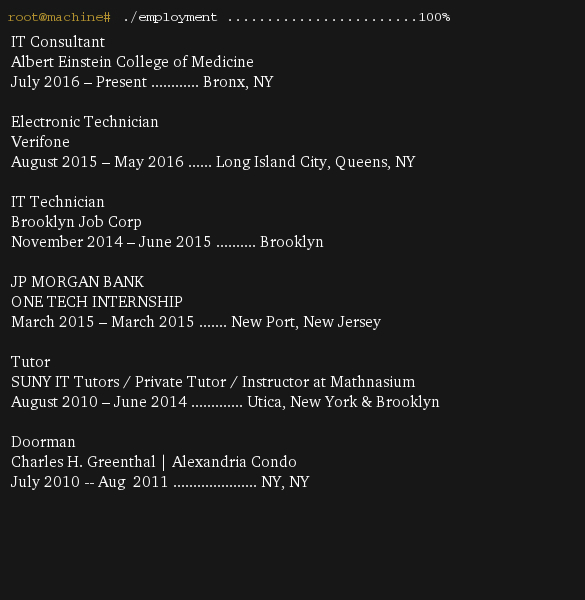 root@machine# ./employment ........................100%
IT Consultant
Albert Einstein College of Medicine
July 2016 – Present ............ Bronx, NY
Electronic Technician
Verifone
August 2015 – May 2016 ...... Long Island City, Queens, NY
IT Technician
Brooklyn Job Corp
November 2014 – June 2015 .......... Brooklyn
JP MORGAN BANK
ONE TECH INTERNSHIP
March 2015 – March 2015 ....... New Port, New Jersey
Tutor
SUNY IT Tutors / Private Tutor / Instructor at Mathnasium
August 2010 – June 2014 ............. Utica, New York & Brooklyn
Doorman
Charles H. Greenthal | Alexandria Condo
July 2010 -- Aug  2011 ..................... NY, NY